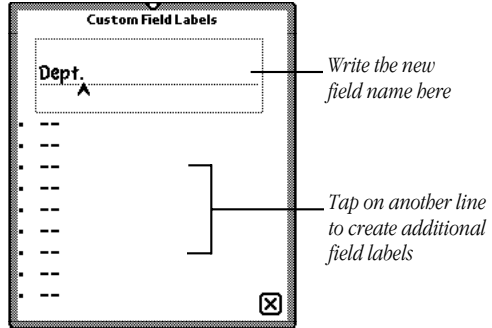 Custom Field Labels
Dept.
Write the new
field name here
. --
. --
. --
. --
. --
. --
. --
. --
. --
Tap on another line
to create additional
field labels